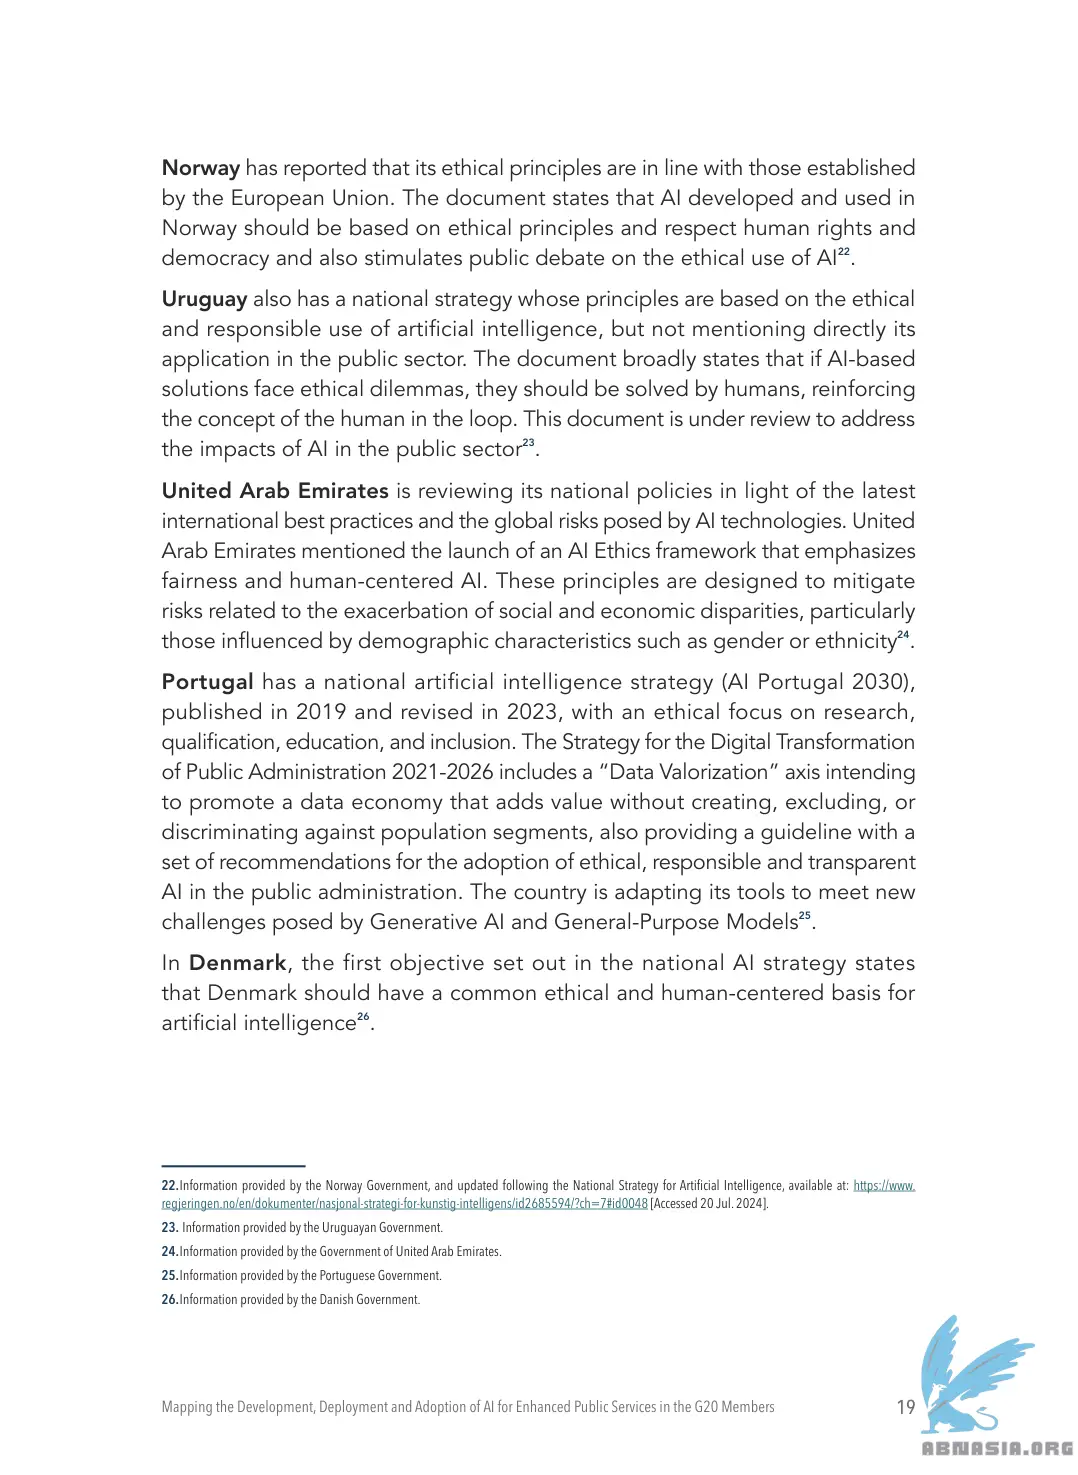 Norway has reported that its ethical principles are in line with those established
by the European Union. The document states that AI developed and used in
Norway should be based on ethical principles and respect human rights and
democracy and also stimulates public debate on the ethical use of AI22.
Uruguay also has a national strategy whose principles are based on the ethical
and responsible use of artificial intelligence, but not mentioning directly its
application in the public sector. The document broadly states that if AI-based
solutions face ethical dilemmas, they should be solved by humans, reinforcing
the concept of the human in the loop. This document is under review to address
the impacts of AI in the public sector23.
United Arab Emirates is reviewing its national policies in light of the latest
international best practices and the global risks posed by AI technologies. United
Arab Emirates mentioned the launch of an AI Ethics framework that emphasizes
fairness and human-centered AI. These principles are designed to mitigate
risks related to the exacerbation of social and economic disparities, particularly
those influenced by demographic characteristics such as gender or ethnicity24.
Portugal has a national artificial intelligence strategy (AI Portugal 2030),
published in 2019 and revised in 2023, with an ethical focus on research,
qualification, education, and inclusion. The Strategy for the Digital Transformation
of Public Administration 2021-2026 includes a “Data Valorization” axis intending
to promote a data economy that adds value without creating, excluding, or
discriminating against population segments, also providing a guideline with a
set of recommendations for the adoption of ethical, responsible and transparent
AI in the public administration. The country is adapting its tools to meet new
challenges posed by Generative AI and General-Purpose Models25.
In Denmark, the first objective set out in the national AI strategy states
that Denmark should have a common ethical and human-centered basis for
artificial intelligence26.
22.Information provided by the Norway Government, and updated following the National Strategy for Artificial Intelligence, available at: https://www.
regjeringen.no/en/dokumenter/nasjonal-strategi-for-kunstig-intelligens/id2685594/?ch=7#id0048 [Accessed 20 Jul. 2024].
23. Information provided by the Uruguayan Government.
24.Information provided by the Government of United Arab Emirates.
25.Information provided by the Portuguese Government.
26.Information provided by the Danish Government.
Mapping the Development, Deployment and Adoption of AI for Enhanced Public Services in the G20 Members 19
ABNASIA.ORG